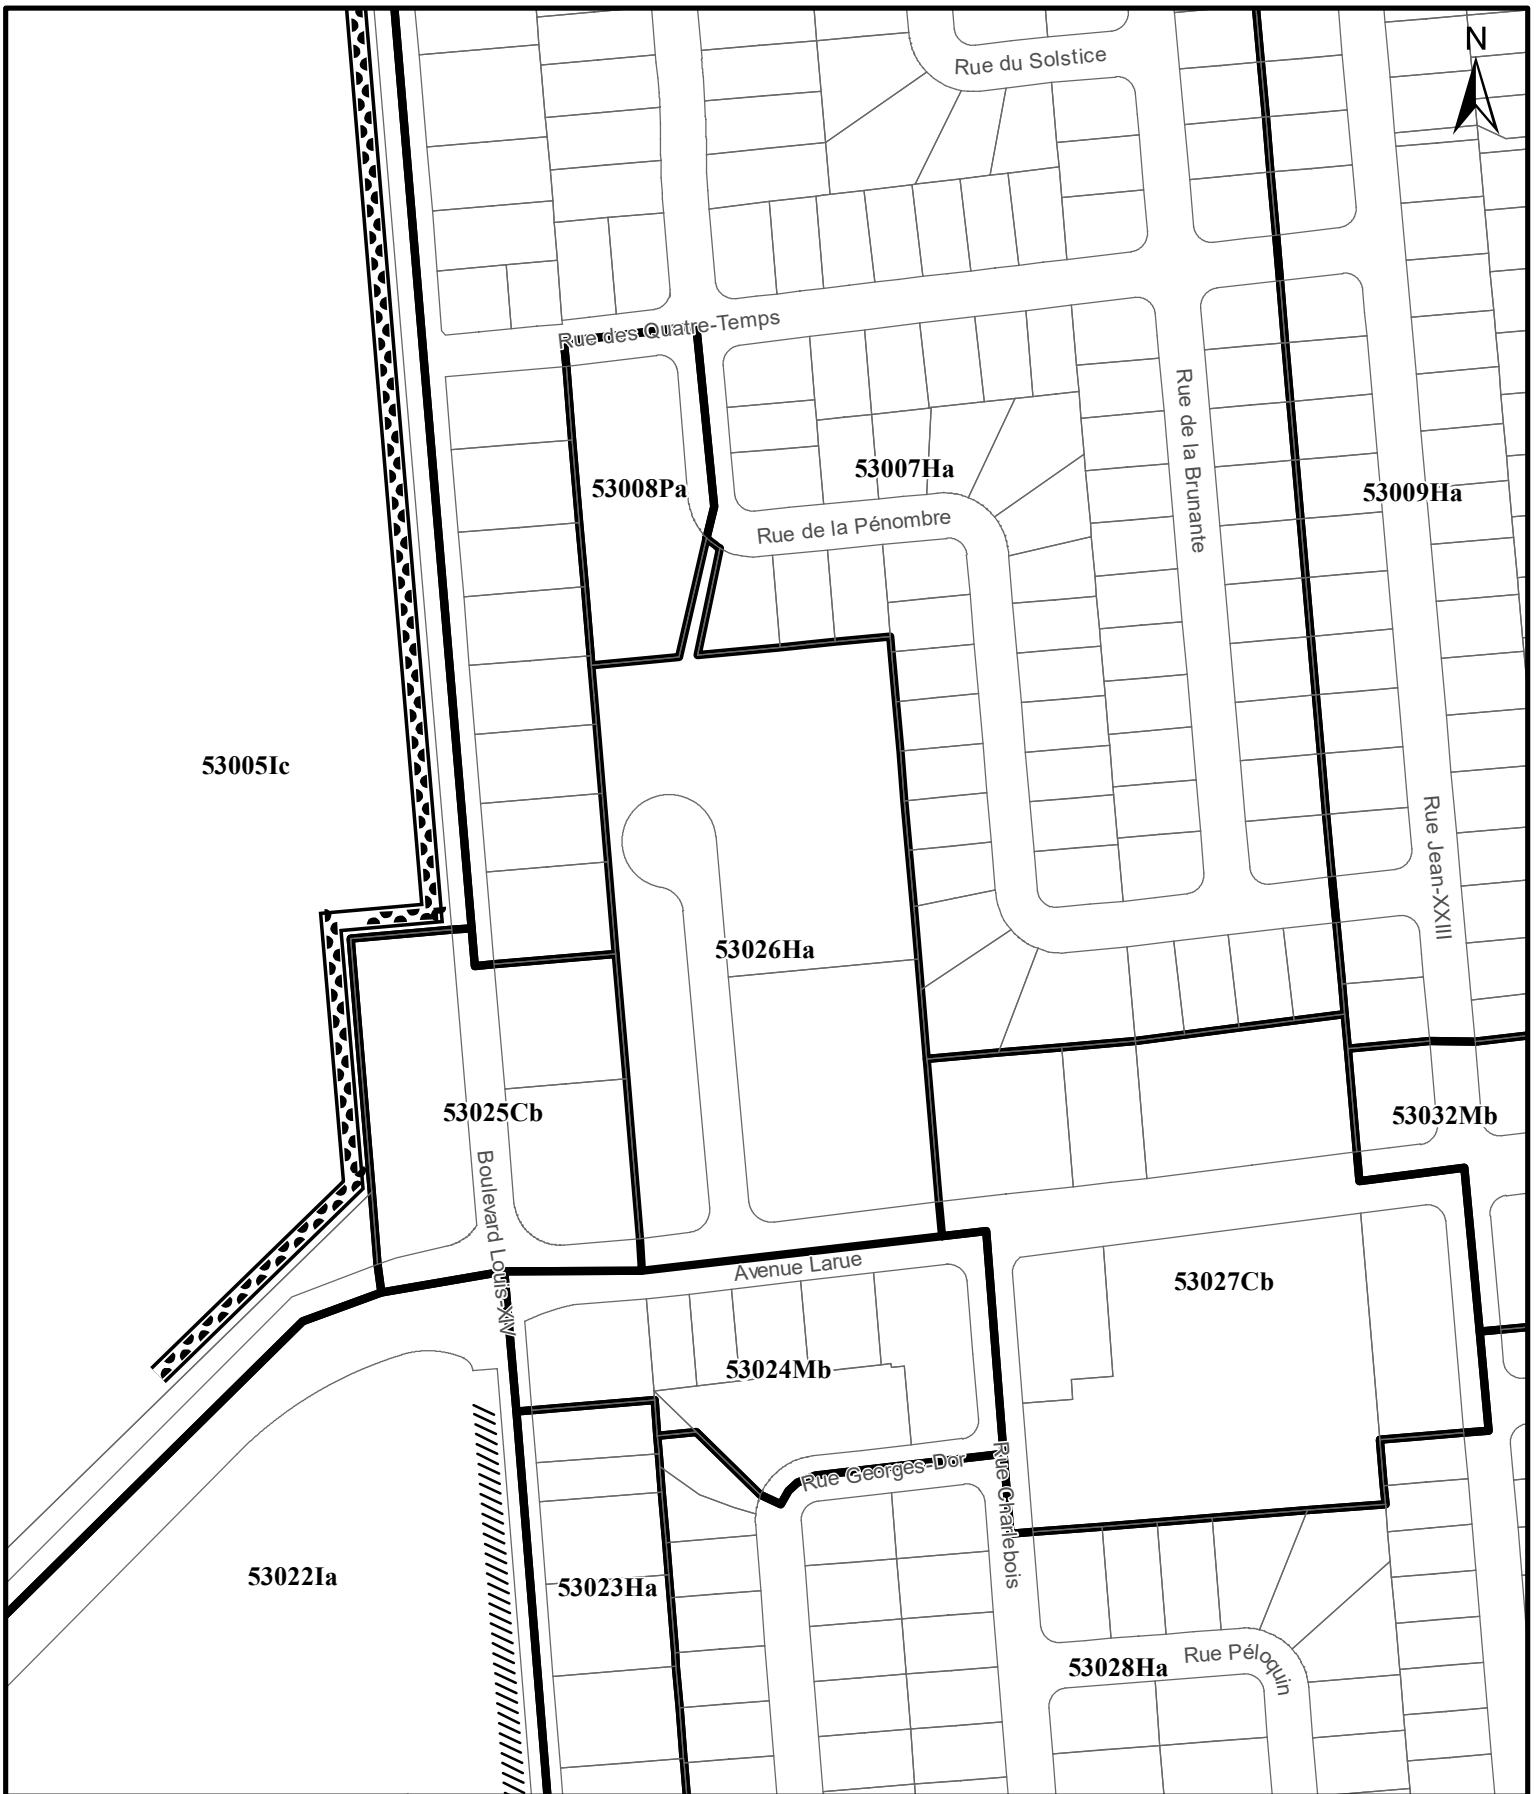 N
Rue du Solstice
Rue des Quatre-Temps
Rue de la Brunante
53007Ha
53008Pa
53009Ha
Rue de la Pénombre
53005Ic
Rue Jean-XXIII
53026Ha
53025Cb
53032Mb
Boulevard Louis-XIV
Avenue Larue
53027Cb
53024Mb
Rue Georges-Dor
Rue Charlebois
53022Ia
53023Ha
Rue Péloquin
53028Ha